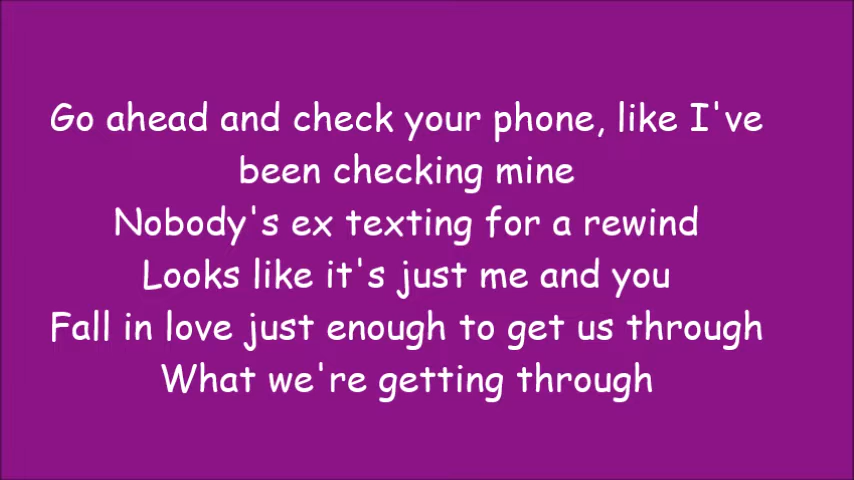 Go ahead and check your phone, like I've
been checking mine
Nobody's ex texting for a rewind
Looks like it's just me and you
Fall in love just enough to get us through
What we're getting through